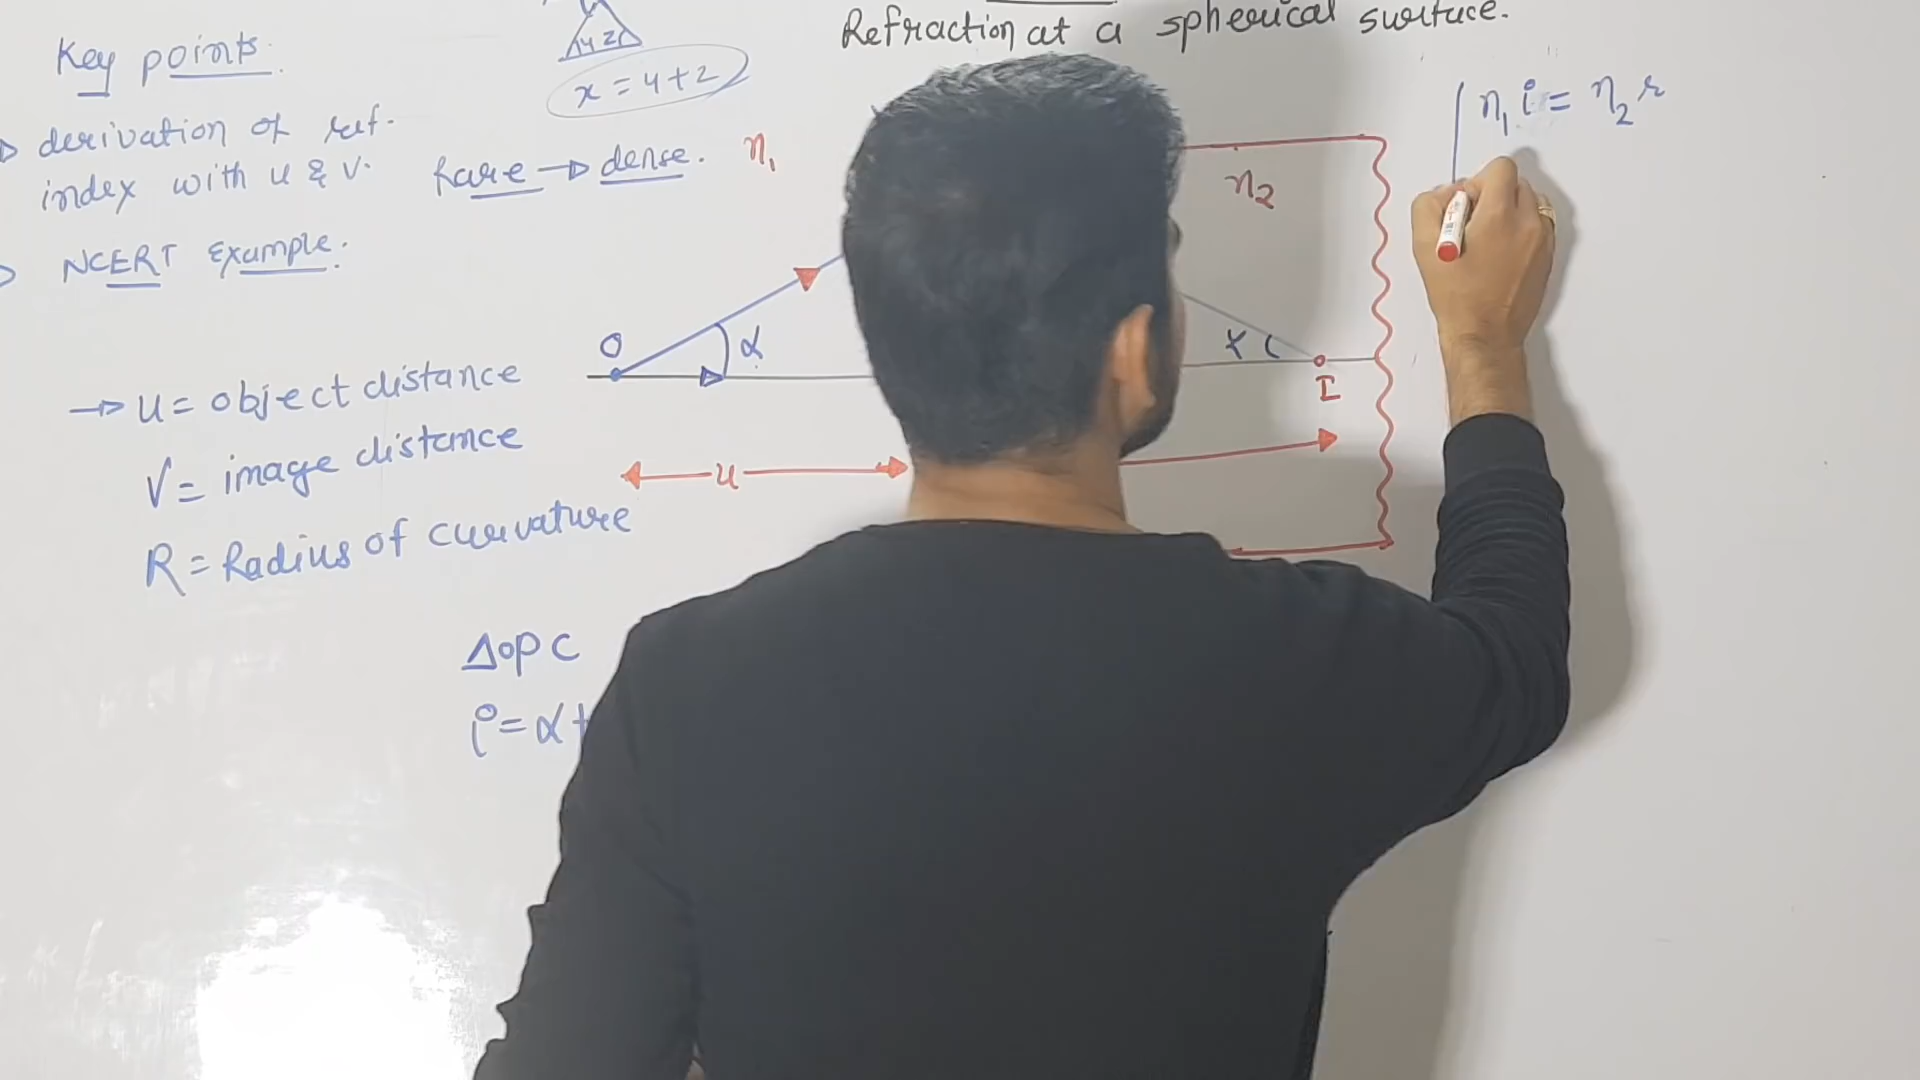 Refraction at a spherical surface.
Key points.
42
x = 4+2
derivation of ref.
index with u & v.
Rare → dense.
n₁
n₂
n₁ i = n₂ r
NCERT Example.
O
α
I
→ u = object distance
V = image distance
R = Radius of curvature
u
ΔOPC
i = α +